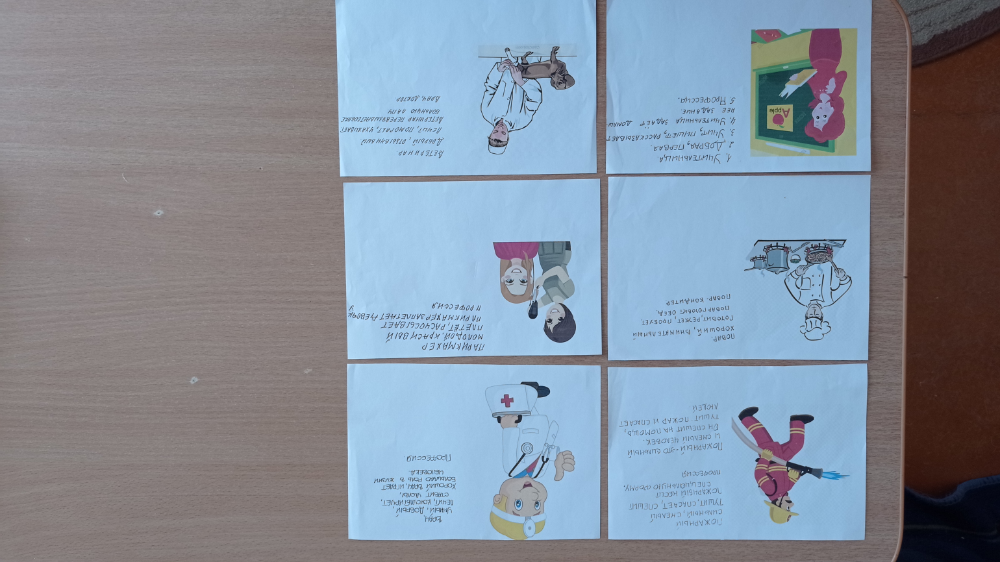 ПОЖАРНЫЙ
СИЛЬНЫЙ, СМЕЛЫЙ
ТУШИТ, СПАСАЕТ, СПЕШИТ
ПОЖАРНЫЙ НОСИТ
СПЕЦИАЛЬНУЮ ФОРМУ.
ПРОФЕССИЯ
ПОЖАРНЫЙ - ЭТО СИЛЬНЫЙ
И СМЕЛЫЙ ЧЕЛОВЕК.
ОН СПЕШИТ НА ПОМОЩЬ,
ТУШИТ ПОЖАР И СПАСАЕТ
ЛЮДЕЙ.
ВРАЧ.
УМНЫЙ, ДОБРЫЙ,
ЛЕЧИТ, КОНСУЛЬТИРУЕТ,
СТАВИТ УКОЛЫ,
ХОРОШИЙ ВРАЧ, ИГРАЕТ
БОЛЬШУЮ РОЛЬ В ЖИЗНИ
ЧЕЛОВЕКА.
ПРОФЕССИЯ.
ПОВАР.
ХОРОШИЙ, ВНИМАТЕЛЬНЫЙ
ГОТОВИТ, РЕЖЕТ, ПРОБУЕТ.
ПОВАР ГОТОВИТ ОБЕД.
ПОВАР-КОНДИТЕР
ПАРИКМАХЕР
МОЛОДОЙ, КРАСИВЫЙ
ПЛЕТЁТ, РАСЧОСЫВАЕТ
ПАРИКМАХЕР ЗАПЛЕТАЕТ ДЕВОЧК
У
ПРОФЕССИЯ
1. УЧИТЕЛЬНИЦА.
2. ДОБРАЯ, ПЕРВАЯ.
3. УЧИТ, ПИШЕТ, РАССКАЗЫВАЕТ
4. УЧИТЕЛЬНИЦА ЗАДАЁТ ДОМАШ-
НЕЕ ЗАДАНИЕ.
5. ПРОФЕССИЯ.
A
Apple
ВЕТЕРИНАР.
ДОБРЫЙ, ОТЗЫВЧИВЫЙ
ЛЕЧИТ, ПОМОГАЕТ, УХАЖИВАЕТ
ВЕТЕРИНАР ПЕРЕВЯЗЫВАЕТ СОБАКЕ
БОЛЬНУЮ ЛАПУ
ВРАЧ, ДОКТОР